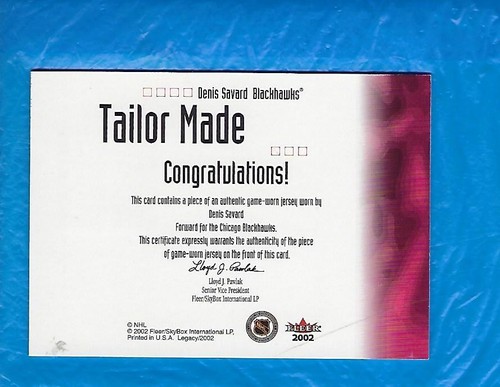 Denis Savard Blackhawks®
Tailor Made
Congratulations!
This card contains a piece of an authentic game-worn jersey worn by
Denis Savard
Forward for the Chicago Blackhawks.
This certificate expressly warrants the authenticity of the piece
of game-worn jersey on the front of this card.
Lloyd J. Pawlak
Lloyd J. Pawlak
Senior Vice President
Fleer/SkyBox International LP
© NHL
© 2002 Fleer/SkyBox International LP,
Printed in U.S.A. Legacy/2002
FLEER
2002